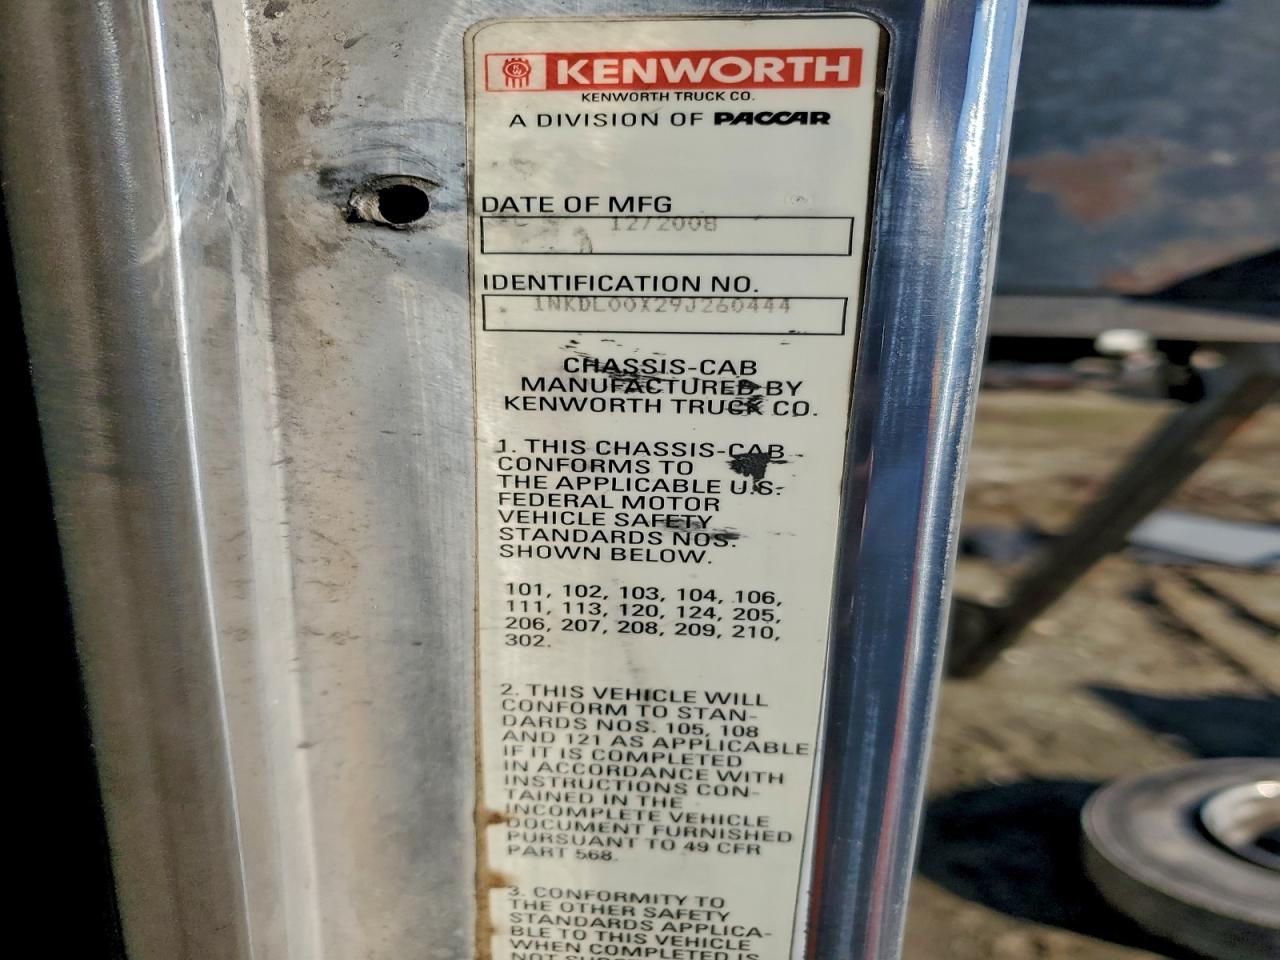 KENWORTH
KENWORTH TRUCK CO.
A DIVISION OF PACCAR
DATE OF MFG
12/2008
IDENTIFICATION NO.
1NKDL00X29J260444
CHASSIS-CAB
MANUFACTURED BY
KENWORTH TRUCK CO.
1. THIS CHASSIS-CAB
CONFORMS TO
THE APPLICABLE U.S.
FEDERAL MOTOR
VEHICLE SAFETY
STANDARDS NOS.
SHOWN BELOW.
101, 102, 103, 104, 106,
111, 113, 120, 124, 205,
206, 207, 208, 209, 210,
302.
2. THIS VEHICLE WILL
CONFORM TO STAN-
DARDS NOS. 105, 108
AND 121 AS APPLICABLE
IF IT IS COMPLETED
IN ACCORDANCE WITH
INSTRUCTIONS CON-
TAINED IN THE
INCOMPLETE VEHICLE
DOCUMENT FURNISHED
PURSUANT TO 49 CFR
PART 568.
3. CONFORMITY TO
THE OTHER SAFETY
STANDARDS APPLICA-
BLE TO THIS VEHICLE
WHEN COMPLETED IS
NOT